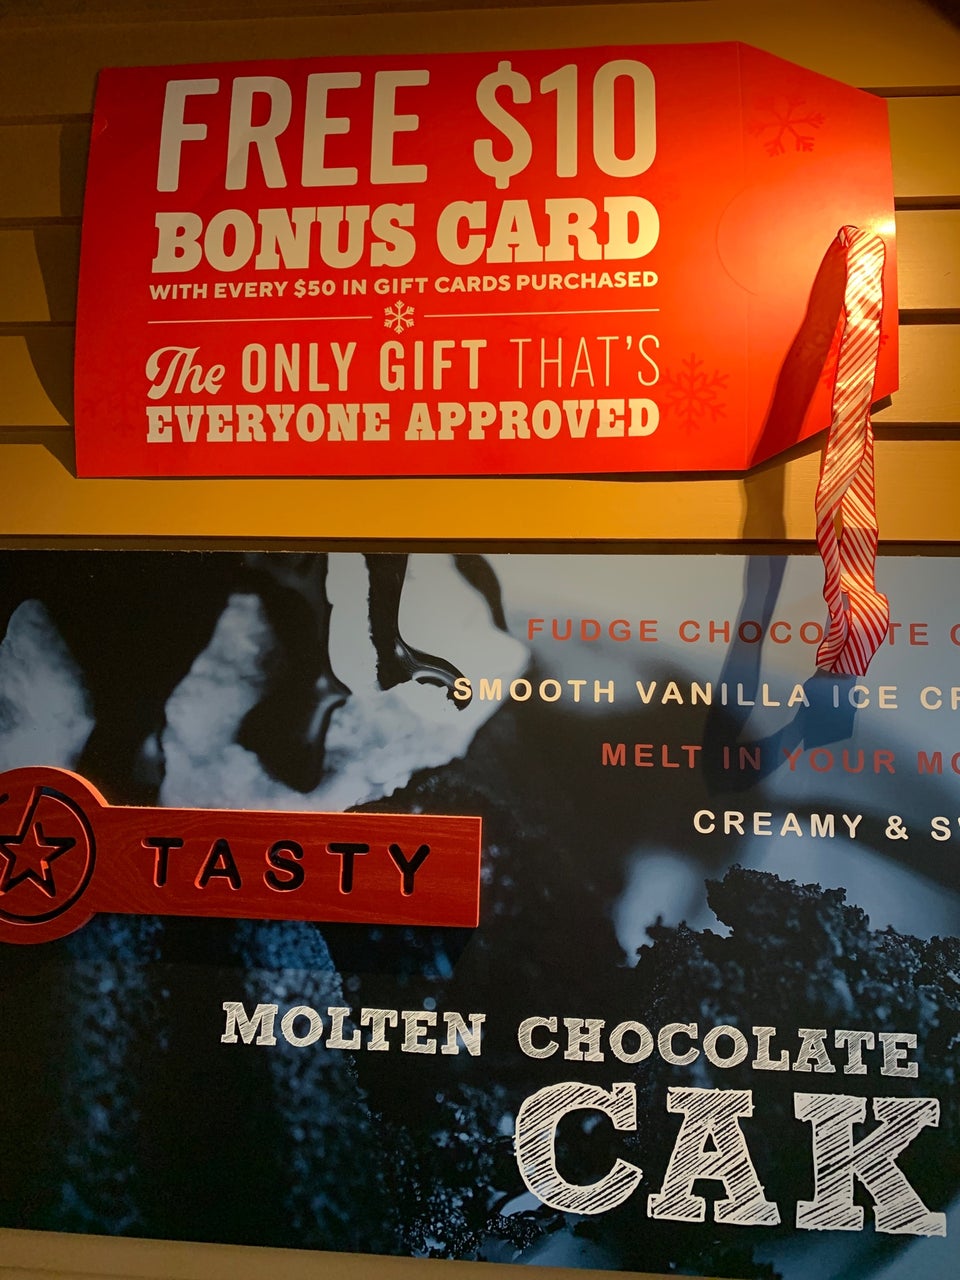 FREE $10
BONUS CARD
WITH EVERY $50 IN GIFT CARDS PURCHASED
The ONLY GIFT THAT'S
EVERYONE APPROVED
FUDGE CHOCO TE C
SMOOTH VANILLA ICE CR
MELT IN YOUR MO
CREAMY & S
TASTY
MOLTEN CHOCOLATE
CAK